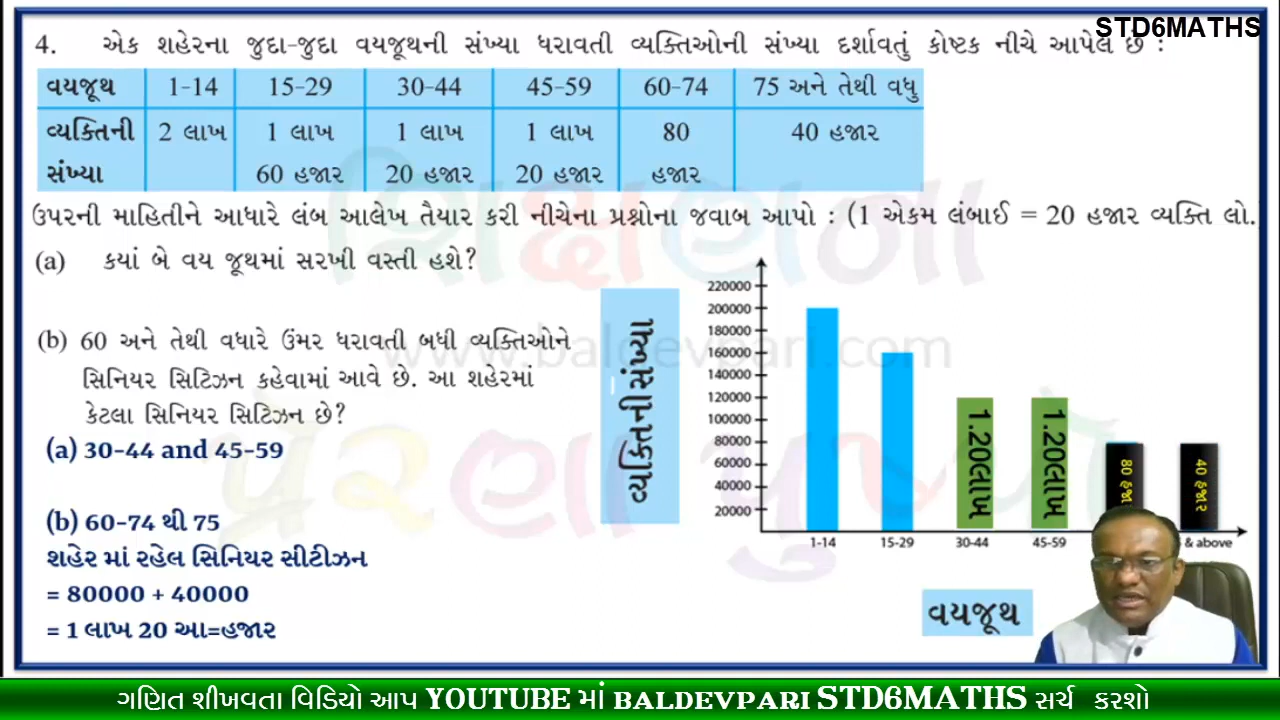 STD6MATHS
4. એક શહેરના જુદા-જુદા વયજૂથની સંખ્યા ધરાવતી વ્યક્તિઓની સંખ્યા દર્શાવતું કોષ્ટક નીચે આપેલ છે :
વયજૂથ 1-14 15-29 30-44 45-59 60-74 75 અને તેથી વધુ
વ્યક્તિની 2 લાખ 1 લાખ 1 લાખ 1 લાખ 80 40 હજાર
સંખ્યા 60 હજાર 20 હજાર 20 હજાર હજાર
ઉપરની માહિતીને આધારે લંબ આલેખ તૈયાર કરી નીચેના પ્રશ્નોના જવાબ આપો : (1 એકમ લંબાઈ = 20 હજાર વ્યક્તિ લો.
(a) કયાં બે વય જૂથમાં સરખી વસ્તી હશે?
(b) 60 અને તેથી વધારે ઉંમર ધરાવતી બધી વ્યક્તિઓને
સિનિયર સિટિઝન કહેવામાં આવે છે. આ શહેરમાં
કેટલા સિનિયર સિટિઝન છે?
(a) 30-44 and 45-59
(b) 60-74 થી 75
શહેર માં રહેલ સિનિયર સીટીઝન
= 80000 + 40000
= 1 લાખ 20 આ=હજાર
વ્યક્તિની સંખ્યા
220000
200000
180000
160000
140000
120000
100000
80000
60000
40000
20000
1.20લાખ
1.20લાખ
80 હજા
40 હજાર
1-14 15-29 30-44 45-59 & above
વયજૂથ
www.baldevpari.com
ગણિત શીખવતા વિડિયો આપ YOUTUBE માં BALDEVPARI STD6MATHS સર્ચ કરશો